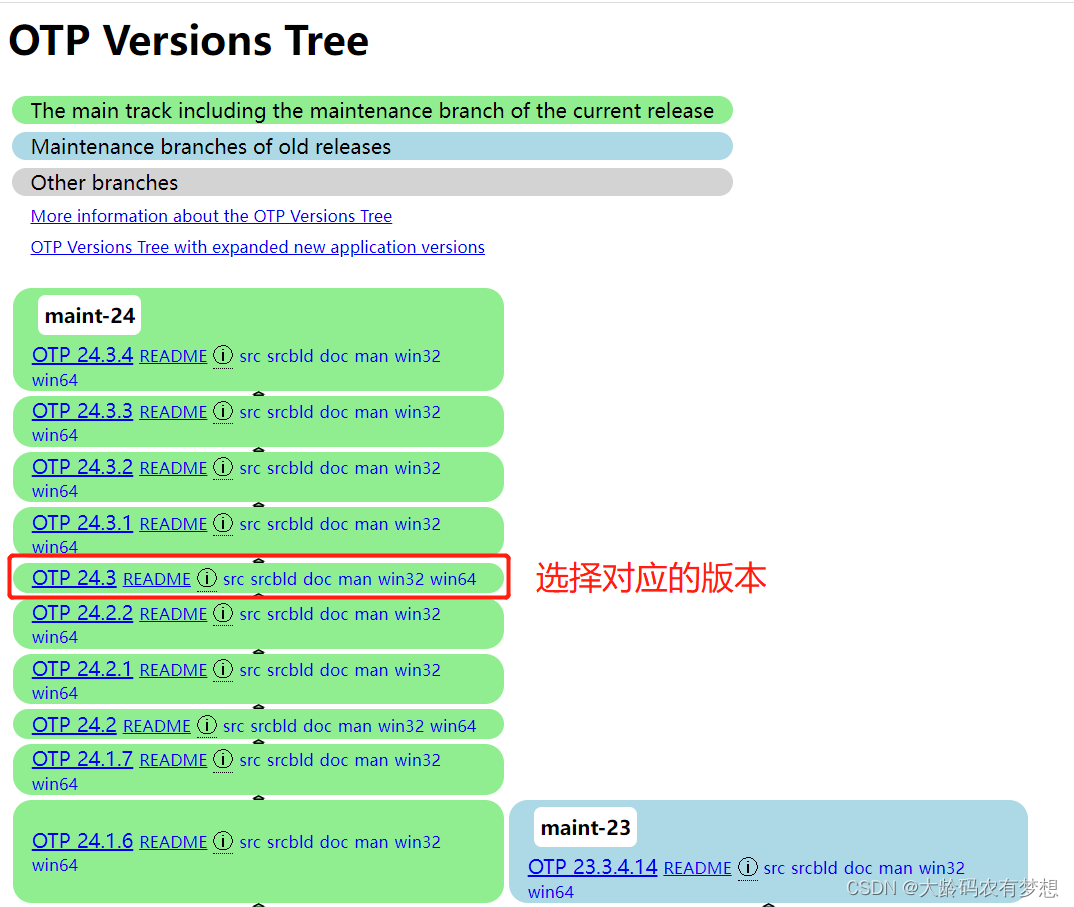 OTP Versions Tree
The main track including the maintenance branch of the current release
Maintenance branches of old releases
Other branches
More information about the OTP Versions Tree
OTP Versions Tree with expanded new application versions
maint-24
OTP 24.3.4 README i src srcbld doc man win32
win64
OTP 24.3.3 README i src srcbld doc man win32
win64
OTP 24.3.2 README i src srcbld doc man win32
win64
OTP 24.3.1 README i src srcbld doc man win32
win64
OTP 24.3 README i src srcbld doc man win32 win64
选择对应的版本
OTP 24.2.2 README i src srcbld doc man win32
win64
OTP 24.2.1 README i src srcbld doc man win32
win64
OTP 24.2 README i src srcbld doc man win32 win64
OTP 24.1.7 README i src srcbld doc man win32
win64
OTP 24.1.6 README i src srcbld doc man win32
win64
maint-23
OTP 23.3.4.14 README i src srcbld doc man win32
win64
CSDN @大龄码农有梦想